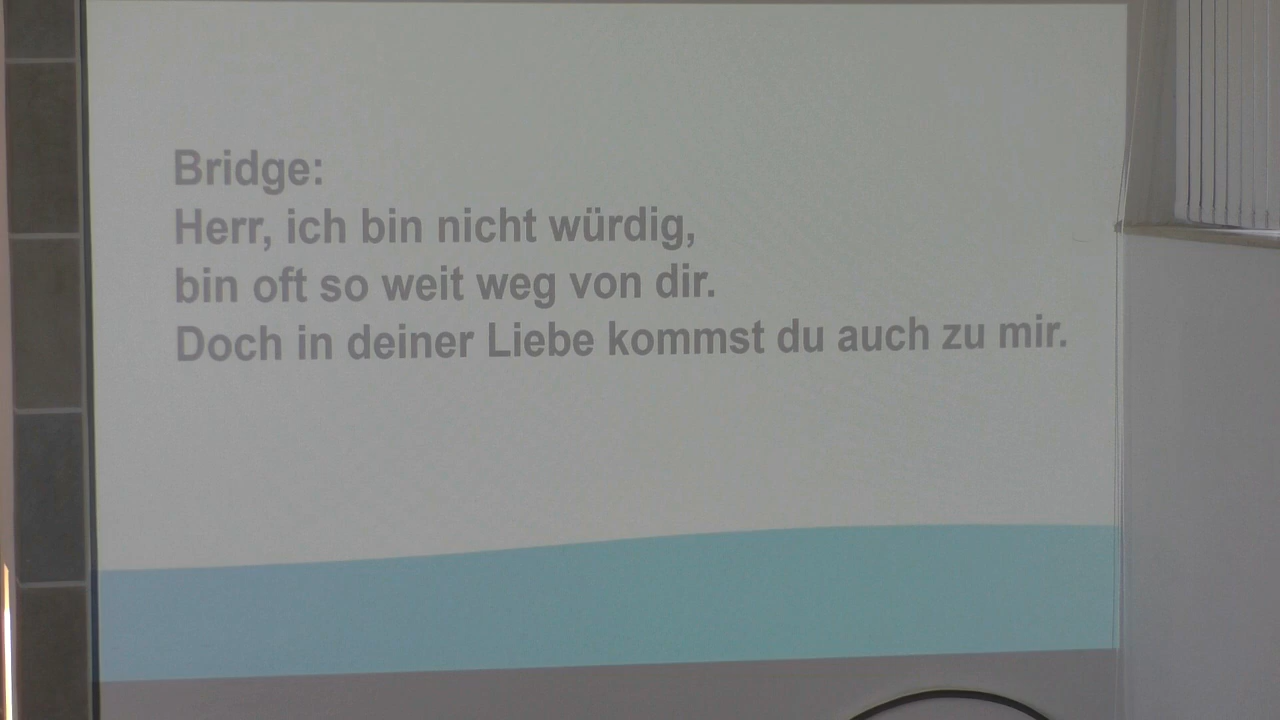 Bridge:
Herr, ich bin nicht würdig,
bin oft so weit weg von dir.
Doch in deiner Liebe kommst du auch zu mir.